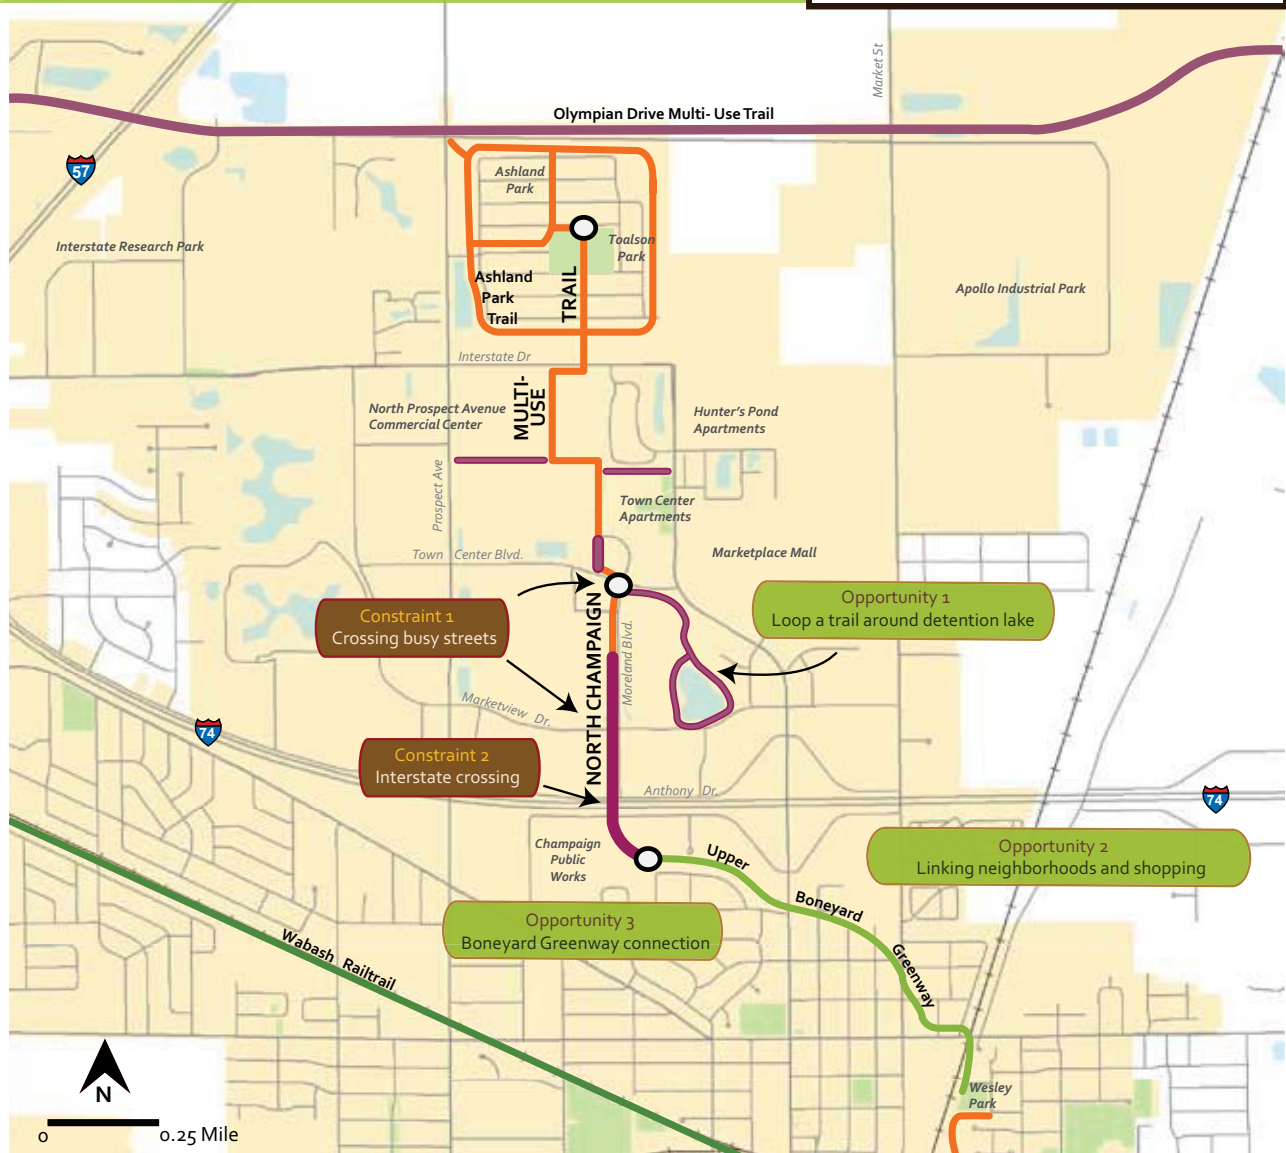 Market St
Olympian Drive Multi- Use Trail
57
Ashland
Park
Interstate Research Park
Toalson
Park
Ashland
Park
Trail
TRAIL
Apollo Industrial Park
Interstate Dr
MULTI-
USE
North Prospect Avenue
Commercial Center
Hunter's Pond
Apartments
Prospect Ave
Town Center
Apartments
Town Center Blvd.
Marketplace Mall
Constraint 1
Crossing busy streets
Opportunity 1
Loop a trail around detention lake
NORTH CHAMPAIGN
Moreland Blvd.
Marketview Dr.
74
Constraint 2
Interstate crossing
Anthony Dr.
74
Champaign
Public
Works
Upper
Boneyard
Greenway
Opportunity 2
Linking neighborhoods and shopping
Opportunity 3
Boneyard Greenway connection
Wabash Railtrail
Wesley
Park
N
0 0.25 Mile